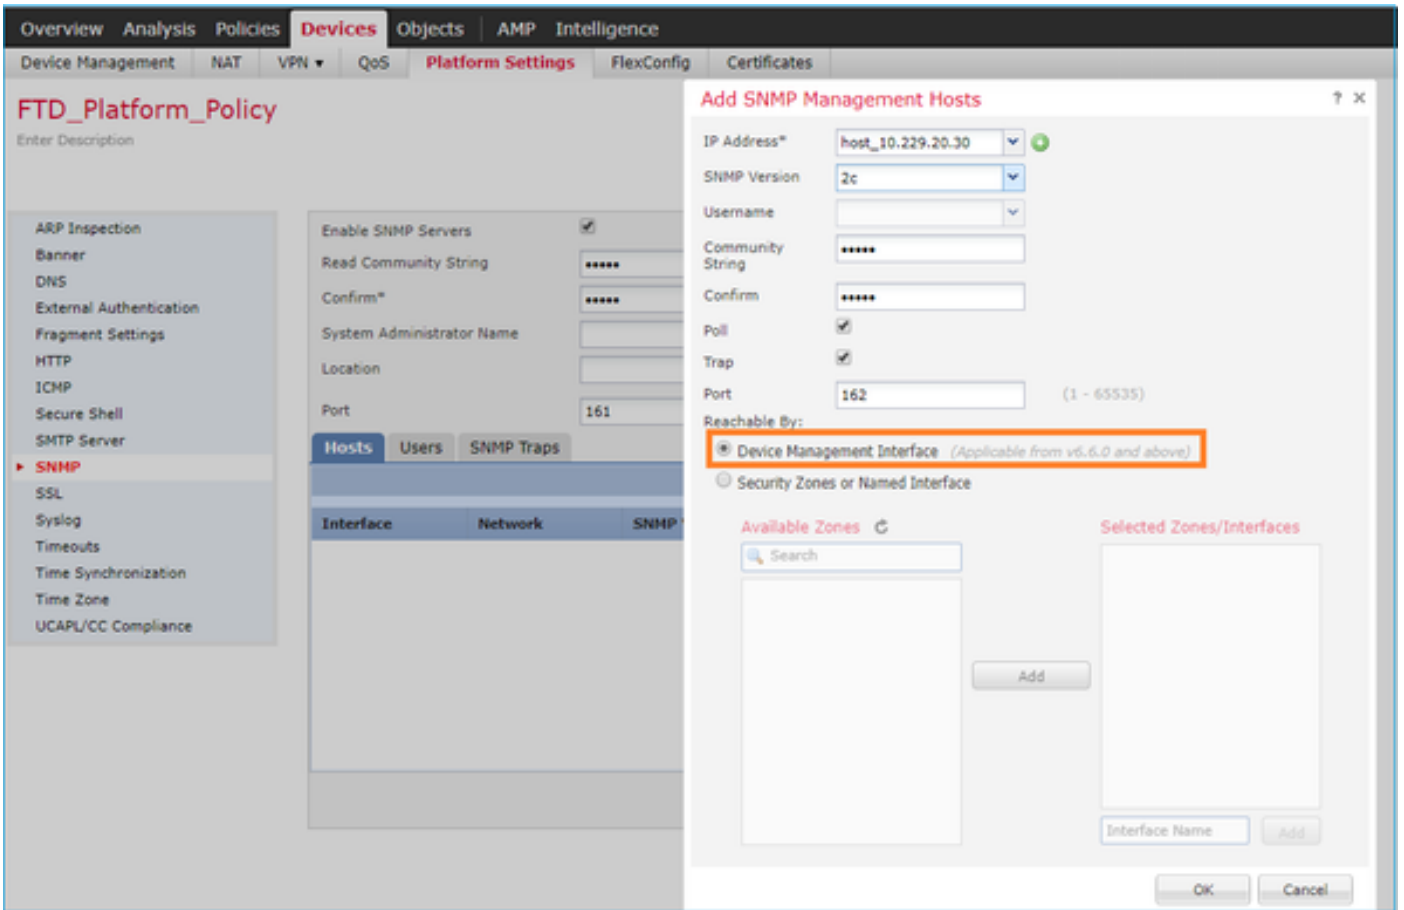 Overview Analysis Policies Devices Objects AMP Intelligence
Device Management NAT VPN ▾ QoS Platform Settings FlexConfig Certificates
FTD_Platform_Policy
Enter Description
ARP Inspection
Banner
DNS
External Authentication
Fragment Settings
HTTP
ICMP
Secure Shell
SMTP Server
SNMP
SSL
Syslog
Timeouts
Time Synchronization
Time Zone
UCAPL/CC Compliance
Enable SNMP Servers
Read Community String •••••
Confirm* •••••
System Administrator Name
Location
Port 161
Hosts Users SNMP Traps
Interface Network SNMP
Add SNMP Management Hosts ? ×
IP Address* host_10.229.20.30
SNMP Version 2c
Username
Community
String •••••
Confirm •••••
Poll
Trap
Port 162 (1 - 65535)
Reachable By:
Device Management Interface (Applicable from v6.6.0 and above)
Security Zones or Named Interface
Available Zones
Search
Add
Selected Zones/Interfaces
Interface Name Add
OK Cancel